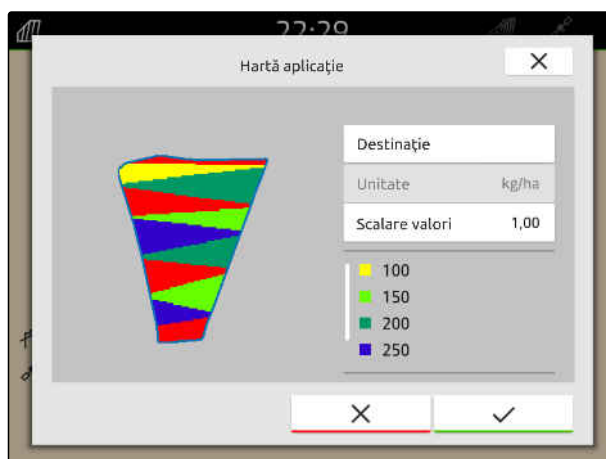 22:29
Hartă aplicație
Destinație
Unitate kg/ha
Scalare valori 1,00
100
150
200
250